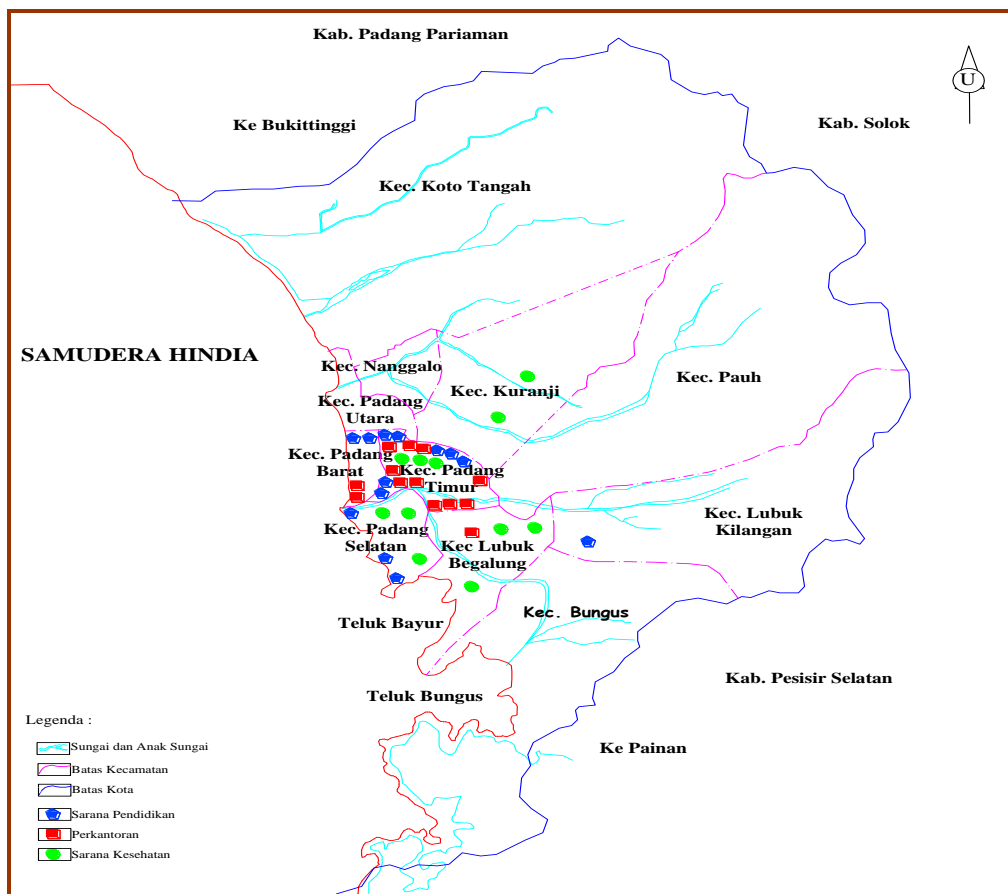 Kab. Padang Pariaman
U
Ke Bukittinggi
Kab. Solok
Kec. Koto Tangah
SAMUDERA HINDIA
Kec. Nanggalo
Kec. Kuranji
Kec. Pauh
Kec. Padang
Utara
Kec. Padang
Barat
Kec. Padang
Timur
Kec. Lubuk
Kilangan
Kec. Padang
Selatan
Kec Lubuk
Begalung
Kec. Bungus
Teluk Bayur
Teluk Bungus
Kab. Pesisir Selatan
Ke Painan
Legenda :
Sungai dan Anak Sungai
Batas Kecamatan
Batas Kota
Sarana Pendidikan
Perkantoran
Sarana Kesehatan